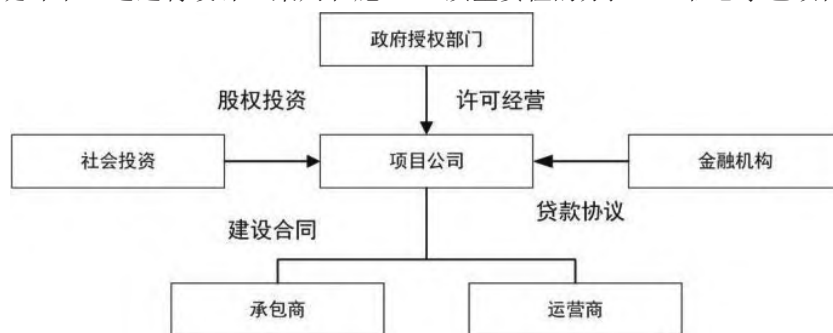 政府授权部门
股权投资
许可经营
社会投资
项目公司
金融机构
贷款协议
建设合同
承包商
运营商